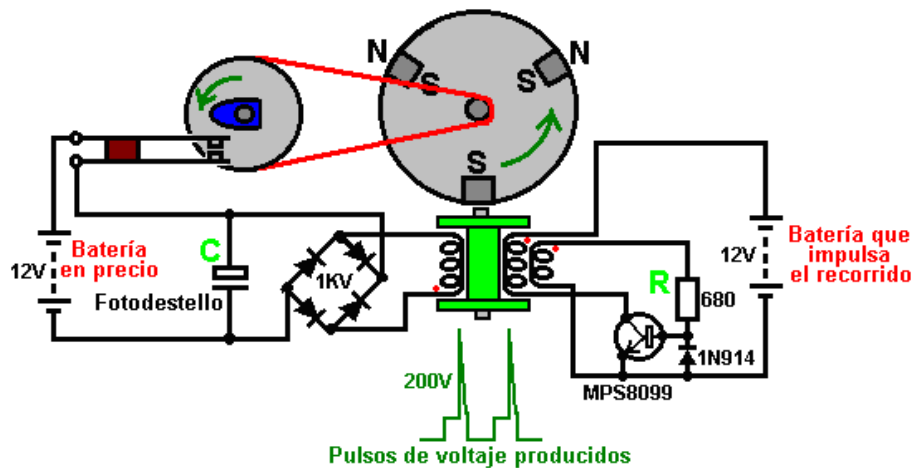 N
S
N
S
S
12V
Batería
en precio
C
Fotodestello
1KV
12V
Batería que
impulsa
el recorrido
R
680
1N914
MPS8099
200V
Pulsos de voltaje producidos